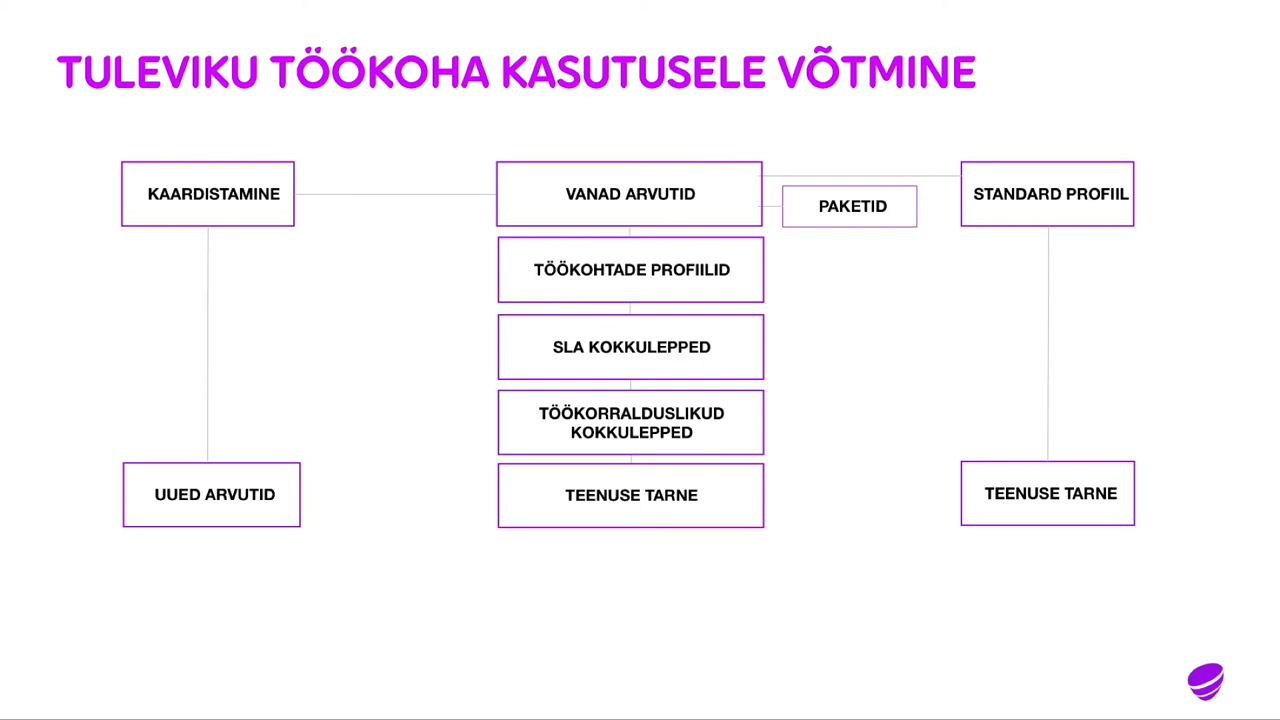 TULEVIKU TÖÖKOHA KASUTUSELE VÕTMINE
KAARDISTAMINE
VANAD ARVUTID
PAKETID
STANDARD PROFIIL
TÖÖKOHTADE PROFIILID
SLA KOKKULEPPED
TÖÖKORRALDUSLIKUD
KOKKULEPPED
UUED ARVUTID
TEENUSE TARNE
TEENUSE TARNE